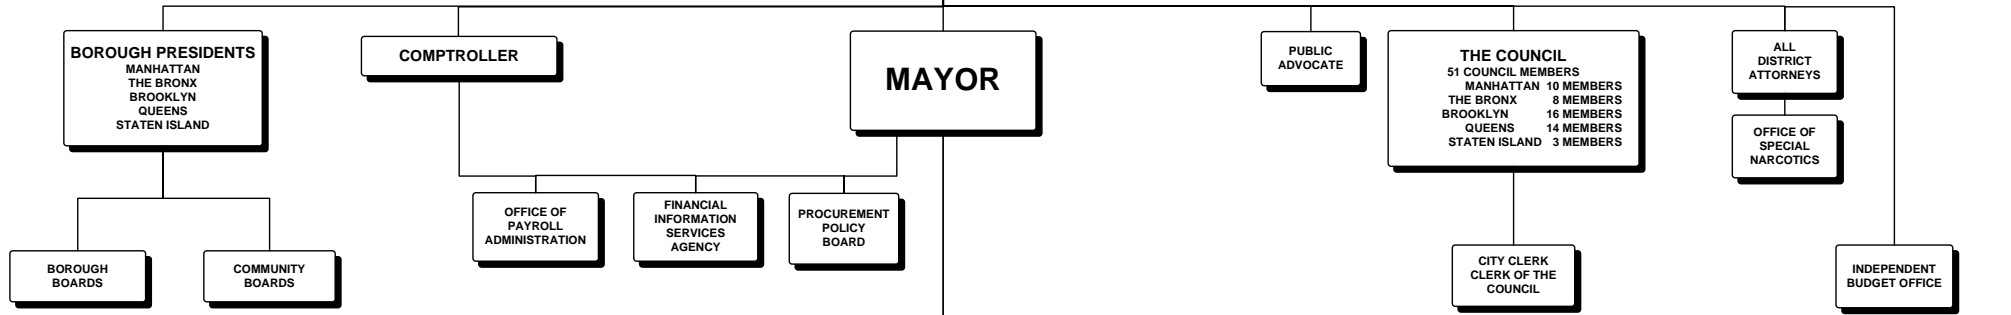 BOROUGH PRESIDENTS
MANHATTAN
THE BRONX
BROOKLYN
QUEENS
STATEN ISLAND
COMPTROLLER
MAYOR
PUBLIC
ADVOCATE
THE COUNCIL
51 COUNCIL MEMBERS
MANHATTAN 10 MEMBERS
THE BRONX 8 MEMBERS
BROOKLYN 16 MEMBERS
QUEENS 14 MEMBERS
STATEN ISLAND 3 MEMBERS
ALL
DISTRICT
ATTORNEYS
OFFICE OF
SPECIAL
NARCOTICS
OFFICE OF
PAYROLL
ADMINISTRATION
FINANCIAL
INFORMATION
SERVICES
AGENCY
PROCUREMENT
POLICY
BOARD
BOROUGH
BOARDS
COMMUNITY
BOARDS
CITY CLERK
CLERK OF THE
COUNCIL
INDEPENDENT
BUDGET OFFICE